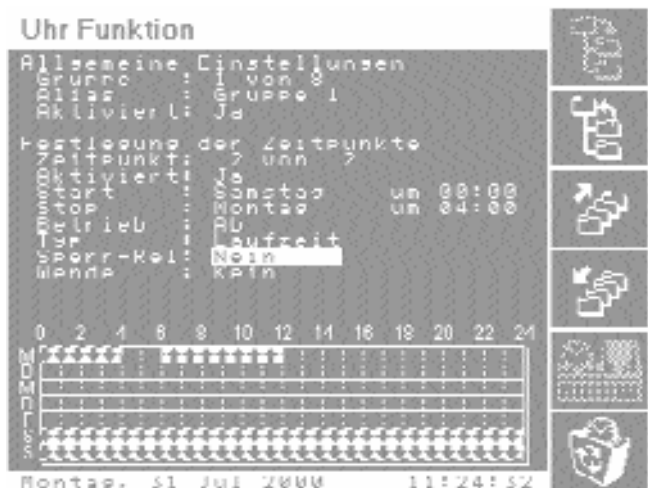 Uhr Funktion
Allgemeine Einstellungen
Gruppe : 1 von 8
Alias : Gruppe 1
Aktiviert: Ja
Festlegung der Zeitpunkte
Zeitpunkt: 2 von 2
Aktiviert: Ja
Start : Samstag um 00:00
Stop : Montag um 04:00
Betrieb : Ab
Typ : Laufzeit
Sperr-Rel: Nein
Wende : Kein
0 2 4 6 8 10 12 14 16 18 20 22 24
M
D
M
D
F
S
S
Montag, 31 Jul 2000 11:24:32